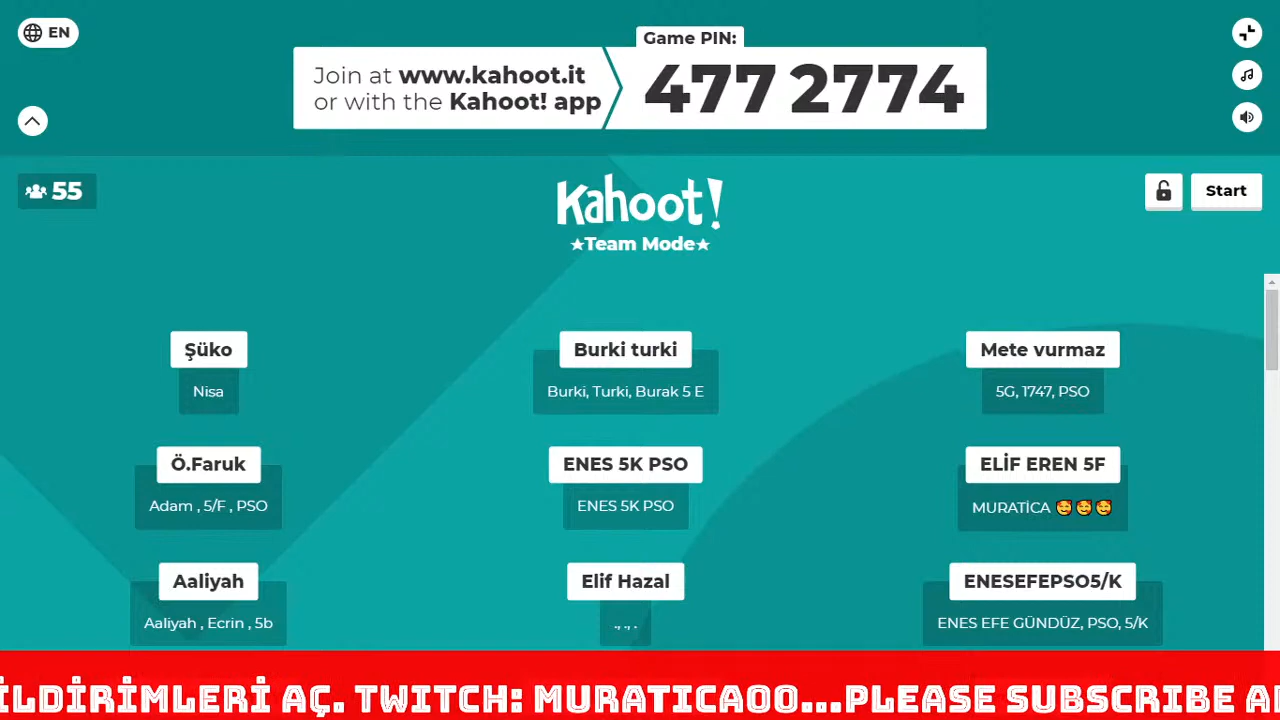 EN
Game PIN:
Join at www.kahoot.it
or with the Kahoot! app
477 2774
55
Kahoot!
★Team Mode★
Start
Şüko
Burki turki
Mete vurmaz
Nisa
Burki, Turki, Burak 5 E
5G, 1747, PSO
Ö.Faruk
ENES 5K PSO
ELİF EREN 5F
Adam , 5/F , PSO
ENES 5K PSO
MURATİCA 🥰🥰🥰
Aaliyah
Elif Hazal
ENESEFEPSO5/K
Aaliyah , Ecrin , 5b
., ., .
ENES EFE GÜNDÜZ, PSO, 5/K
İLDİRİMLERİ AÇ. TWITCH: MURATICA00...PLEASE SUBSCRIBE